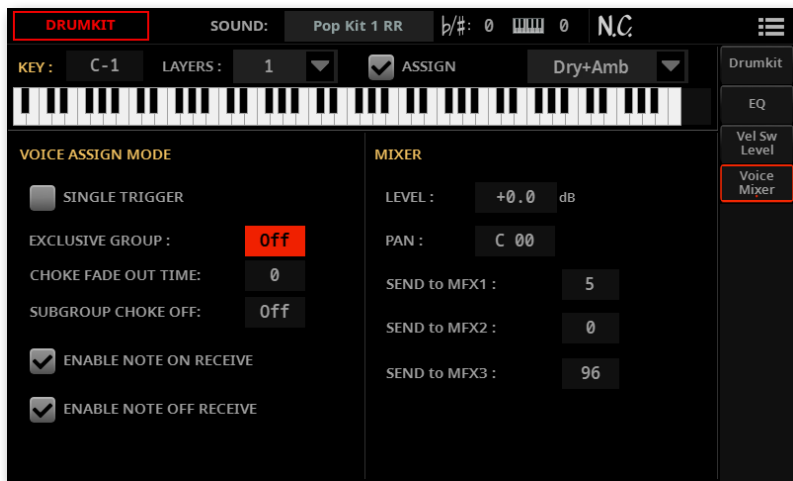 DRUMKIT SOUND: Pop Kit 1 RR ♭/#: 0 0 N.C.
KEY : C-1 LAYERS : 1 ASSIGN Dry+Amb
Drumkit
EQ
Vel Sw
Level
Voice
Mixer
VOICE ASSIGN MODE
SINGLE TRIGGER
EXCLUSIVE GROUP : Off
CHOKE FADE OUT TIME: 0
SUBGROUP CHOKE OFF: Off
ENABLE NOTE ON RECEIVE
ENABLE NOTE OFF RECEIVE
MIXER
LEVEL : +0.0 dB
PAN : C 00
SEND to MFX1 : 5
SEND to MFX2 : 0
SEND to MFX3 : 96